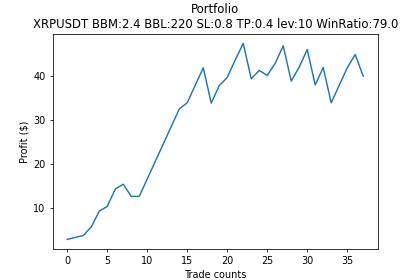 Portfolio
XRPUSDT BBM:2.4 BBL:220 SL:0.8 TP:0.4 lev:10 WinRatio:79.0
40
30
20
10
Profit ($)
0 5 10 15 20 25 30 35
Trade counts